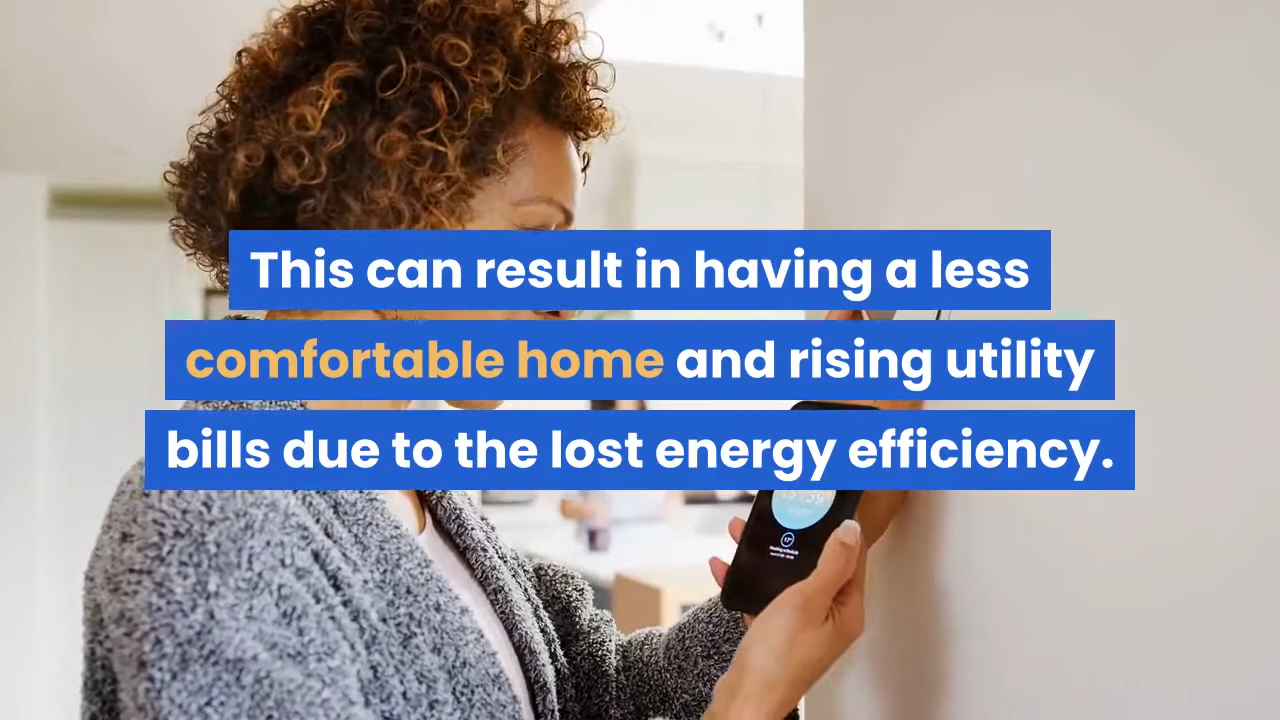 This can result in having a less
comfortable home and rising utility
bills due to the lost energy efficiency.